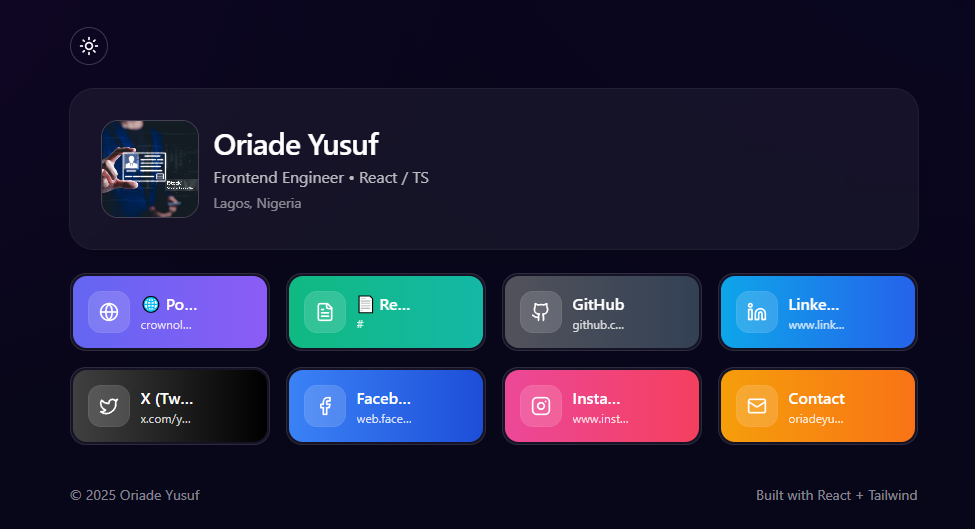 Oriade Yusuf
Frontend Engineer • React / TS
Lagos, Nigeria
🌐 Po...
crownol...
📄 Re...
#
GitHub
github.c...
Linke...
www.link...
X (Tw...
x.com/y...
Faceb...
web.face...
Insta...
www.inst...
Contact
oriadeyu...
© 2025 Oriade Yusuf
Built with React + Tailwind